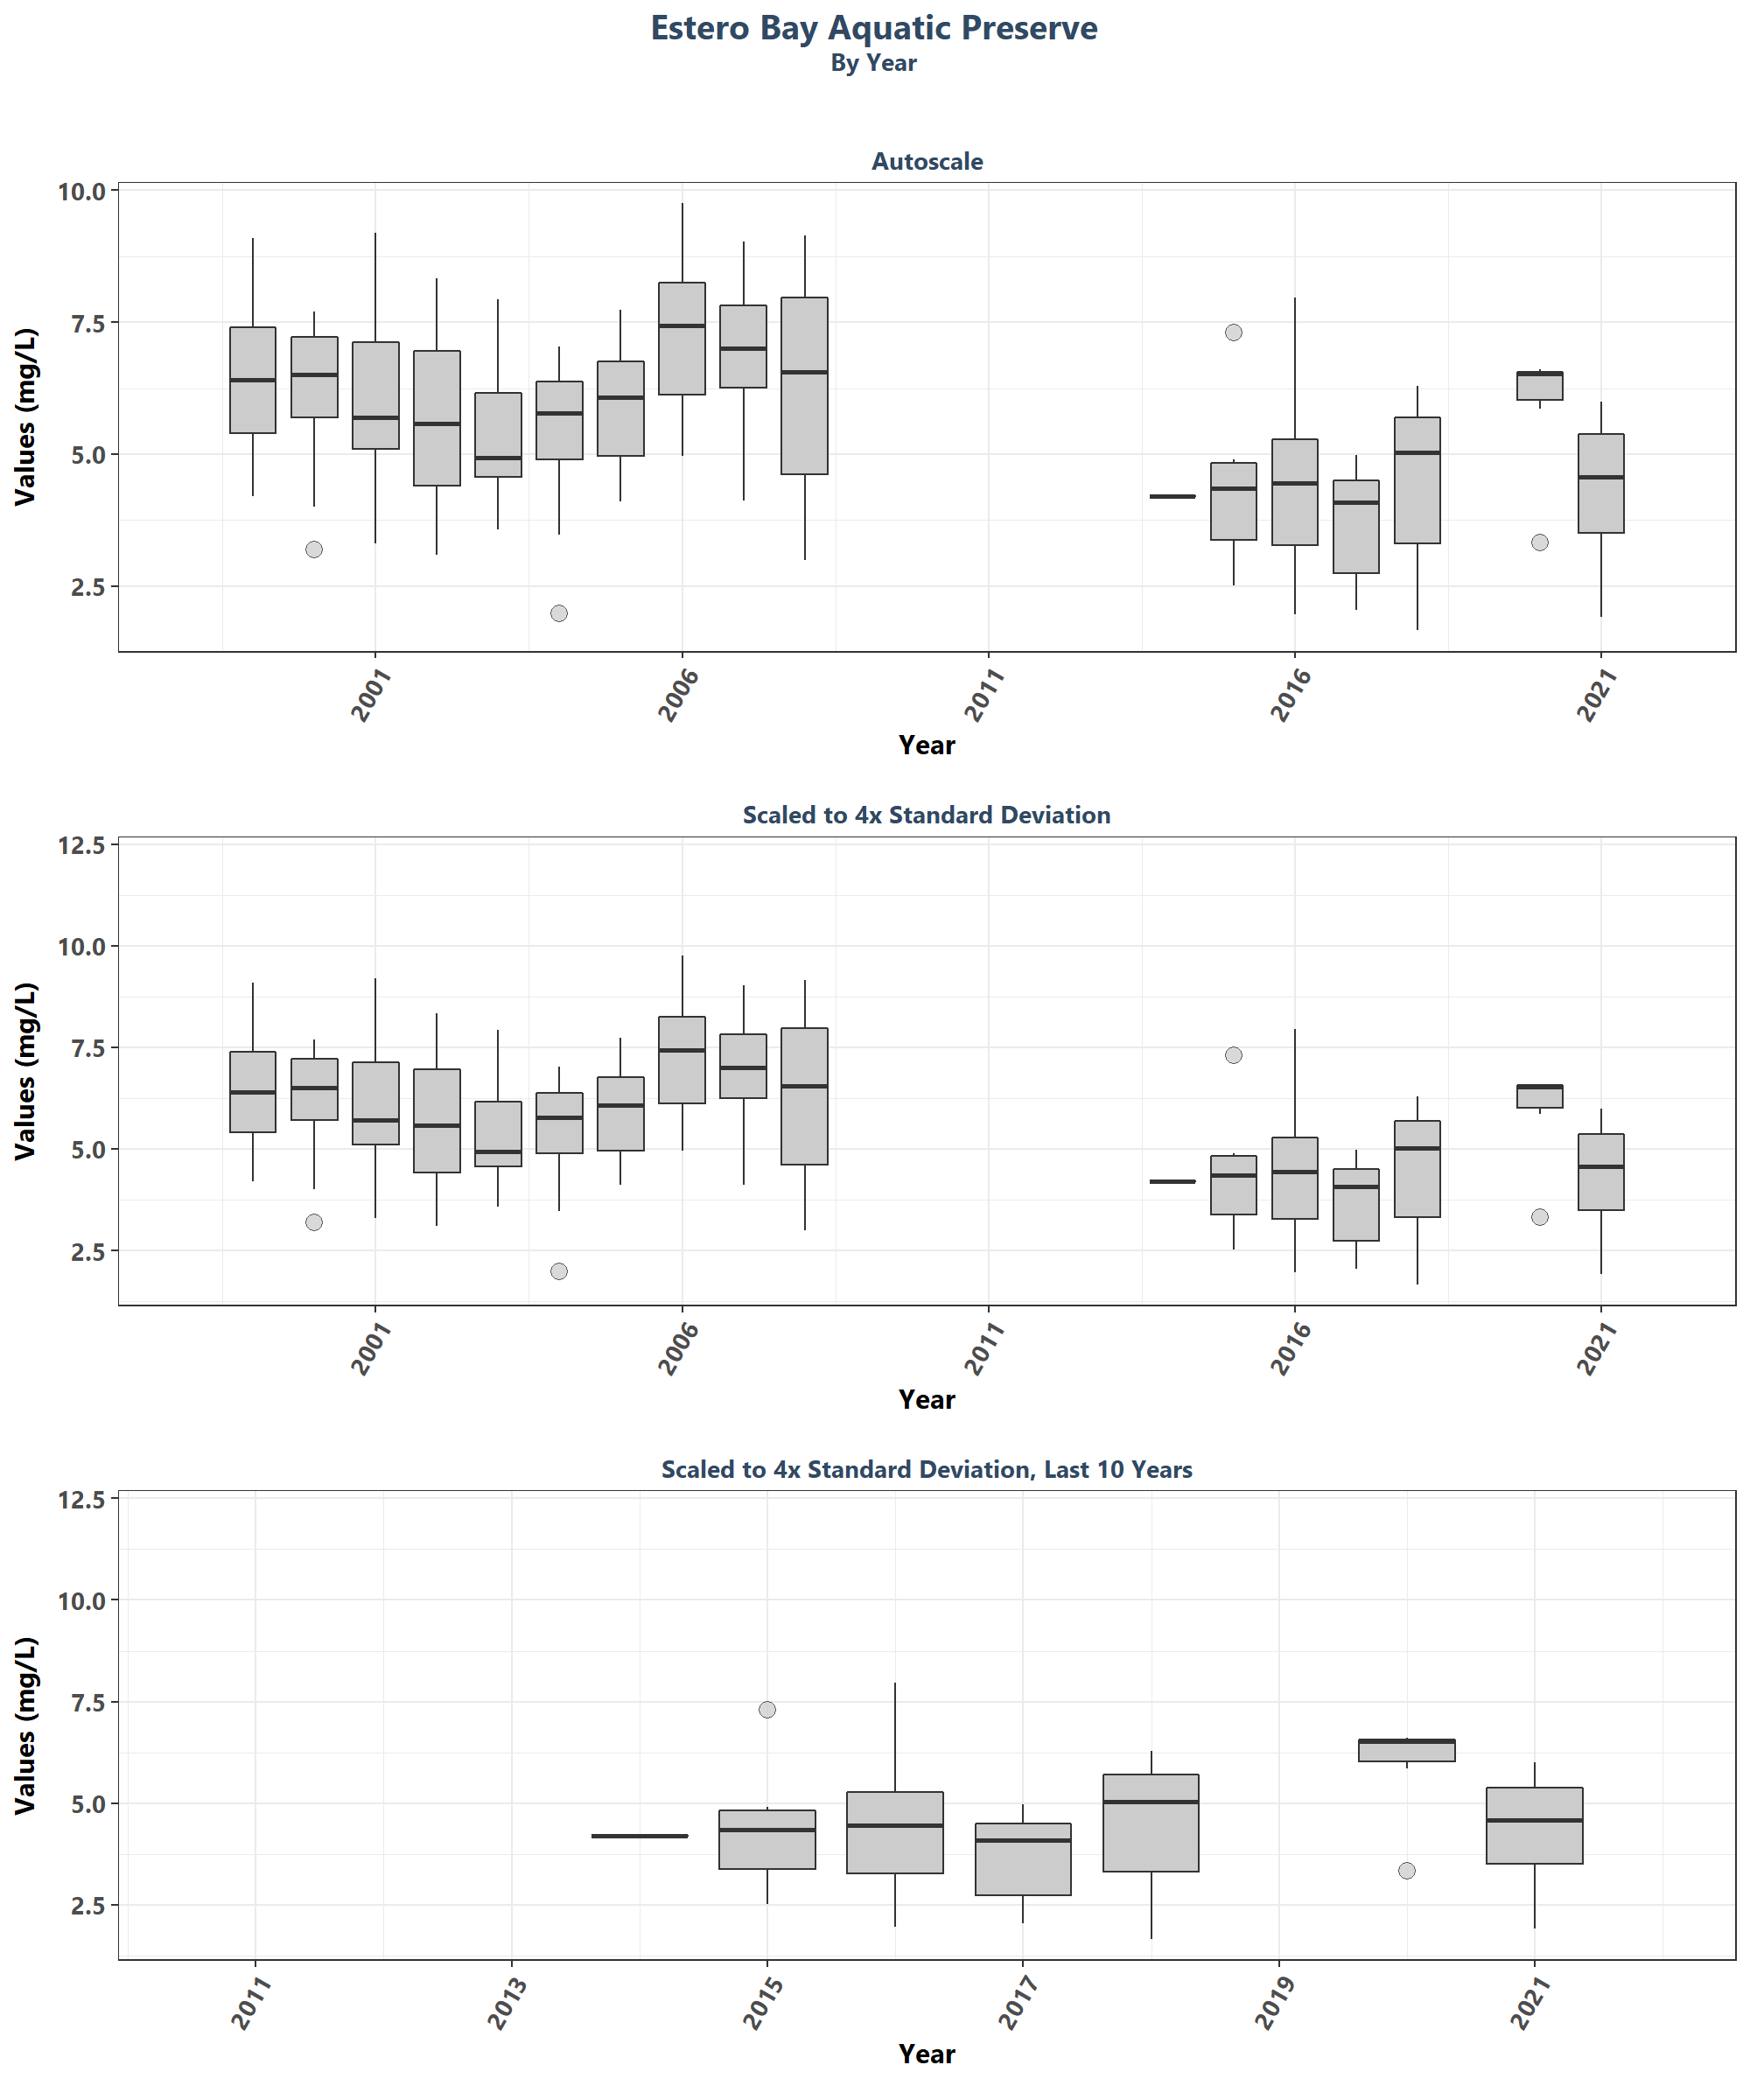 Estero Bay Aquatic Preserve
By Year
Autoscale
Values (mg/L)
10.0
7.5
5.0
2.5
2001
2006
2011
2016
2021
Year
Scaled to 4x Standard Deviation
Values (mg/L)
12.5
10.0
7.5
5.0
2.5
2001
2006
2011
2016
2021
Year
Scaled to 4x Standard Deviation, Last 10 Years
Values (mg/L)
12.5
10.0
7.5
5.0
2.5
2011
2013
2015
2017
2019
2021
Year